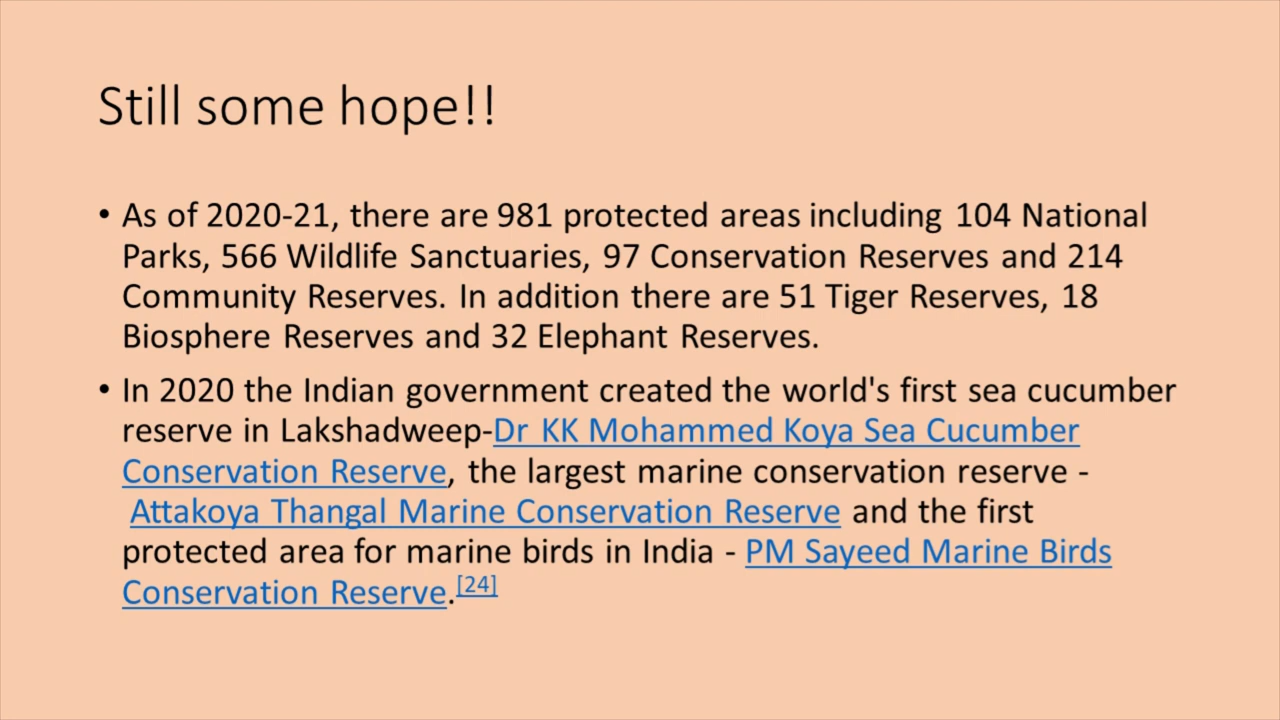 Still some hope!!
• As of 2020-21, there are 981 protected areas including 104 National
Parks, 566 Wildlife Sanctuaries, 97 Conservation Reserves and 214
Community Reserves. In addition there are 51 Tiger Reserves, 18
Biosphere Reserves and 32 Elephant Reserves.
• In 2020 the Indian government created the world's first sea cucumber
reserve in Lakshadweep-Dr KK Mohammed Koya Sea Cucumber
Conservation Reserve, the largest marine conservation reserve -
Attakoya Thangal Marine Conservation Reserve and the first
protected area for marine birds in India - PM Sayeed Marine Birds
Conservation Reserve.[24]